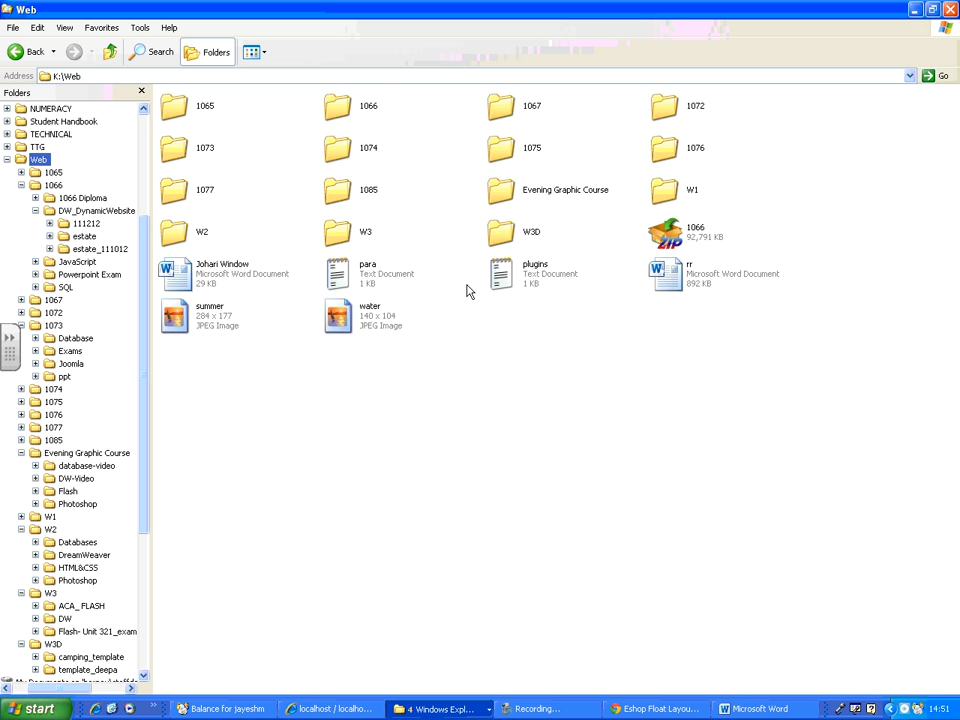 Web
File Edit View Favorites Tools Help
Back Search Folders
Address K:\Web Go
Folders
NUMERACY
Student Handbook
TECHNICAL
TTG
Web
1065
1066
1066 Diploma
DW_DynamicWebsite
111212
estate
estate_111012
JavaScript
Powerpoint Exam
SQL
1067
1072
1073
Database
Exams
Joomla
ppt
1074
1075
1076
1077
1085
Evening Graphic Course
database-video
DW-Video
Flash
Photoshop
W1
W2
Databases
DreamWeaver
HTML&CSS
Photoshop
W3
ACA_ FLASH
DW
Flash- Unit 321_exam
W3D
camping_template
template_deepa
1065 1066 1067 1072
1073 1074 1075 1076
1077 1085 Evening Graphic Course W1
W2 W3 W3D 1066
92,791 KB
ZIP
Johari Window para plugins rr
Microsoft Word Document Text Document Text Document Microsoft Word Document
29 KB 1 KB 1 KB 892 KB
summer water
284 x 177 140 x 104
JPEG Image JPEG Image
start Balance for jayeshm localhost / localho... 4 Windows Expl... Recording... Eshop Float Layou... Microsoft Word 14:51